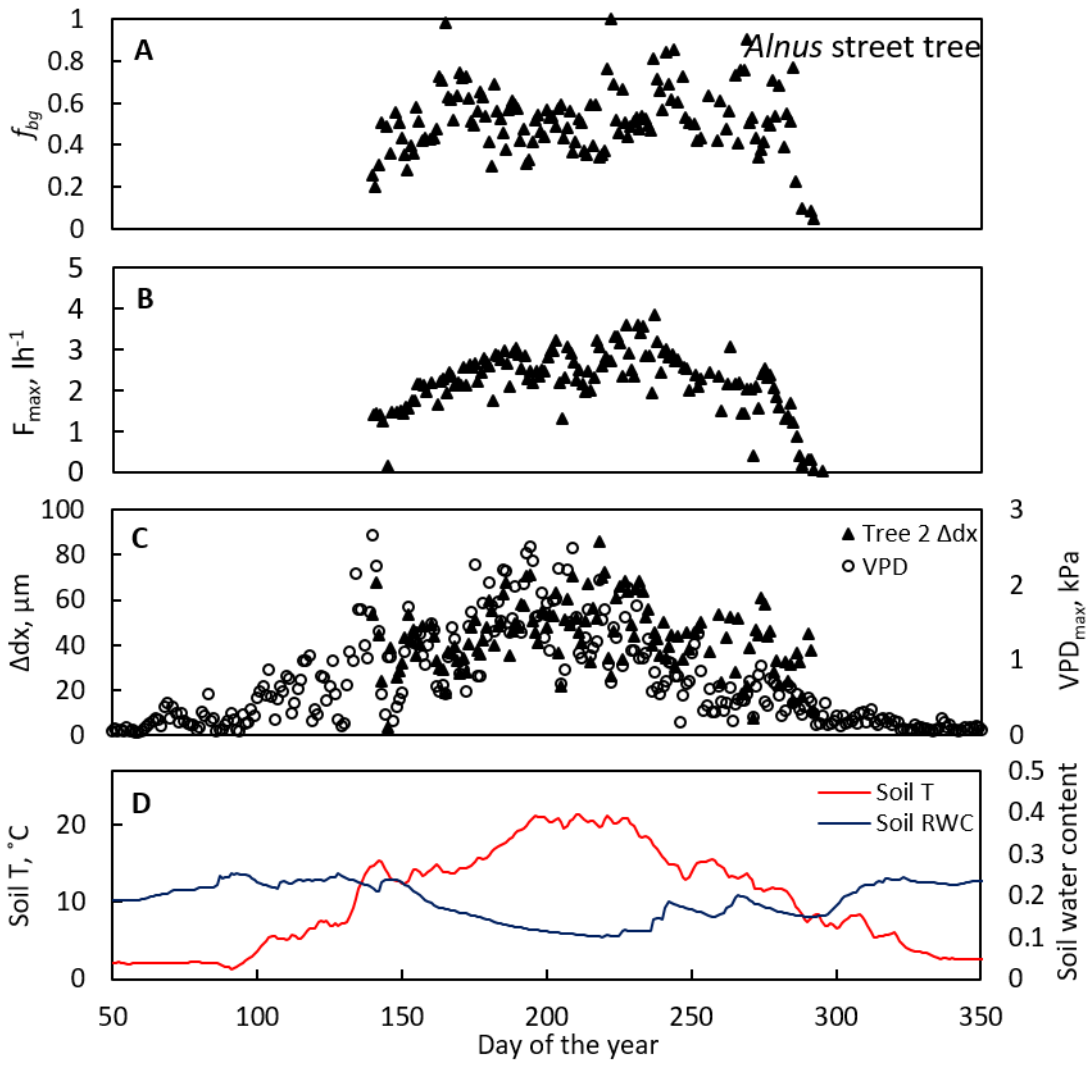 A
Alnus street tree
1
0.8
0.6
0.4
0.2
0
f_bg
B
5
4
3
2
1
0
F_max, lh⁻¹
C
Tree 2 Δdx
VPD
100
80
60
40
20
0
Δdx, μm
3
2
1
0
VPD_max, kPa
D
Soil T
Soil RWC
20
10
0
Soil T, °C
0.5
0.4
0.3
0.2
0.1
0
Soil water content
50 100 150 200 250 300 350
Day of the year